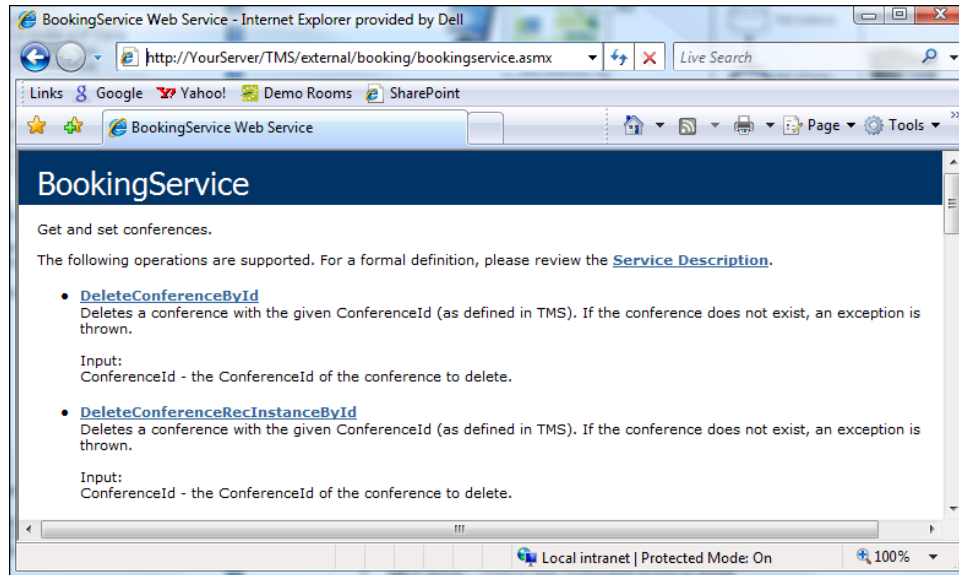 BookingService Web Service - Internet Explorer provided by Dell
http://YourServer/TMS/external/booking/bookingservice.asmx
Live Search
Links Google Yahoo! Demo Rooms SharePoint
BookingService Web Service
Page Tools
BookingService
Get and set conferences.
The following operations are supported. For a formal definition, please review the Service Description.
• DeleteConferenceById
Deletes a conference with the given ConferenceId (as defined in TMS). If the conference does not exist, an exception is
thrown.
Input:
ConferenceId - the ConferenceId of the conference to delete.
• DeleteConferenceRecInstanceById
Deletes a conference with the given ConferenceId (as defined in TMS). If the conference does not exist, an exception is
thrown.
Input:
ConferenceId - the ConferenceId of the conference to delete.
Local intranet | Protected Mode: On
100%